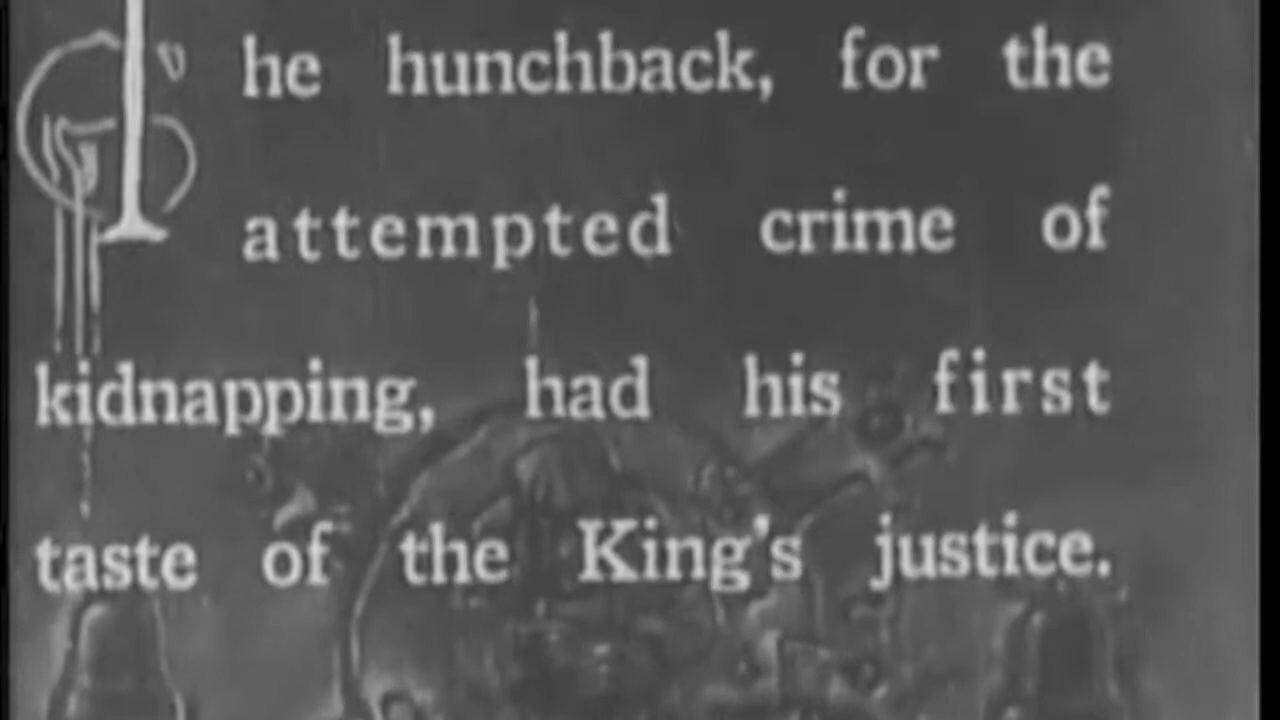 The hunchback, for the
attempted crime of
kidnapping, had his first
taste of the King's justice.